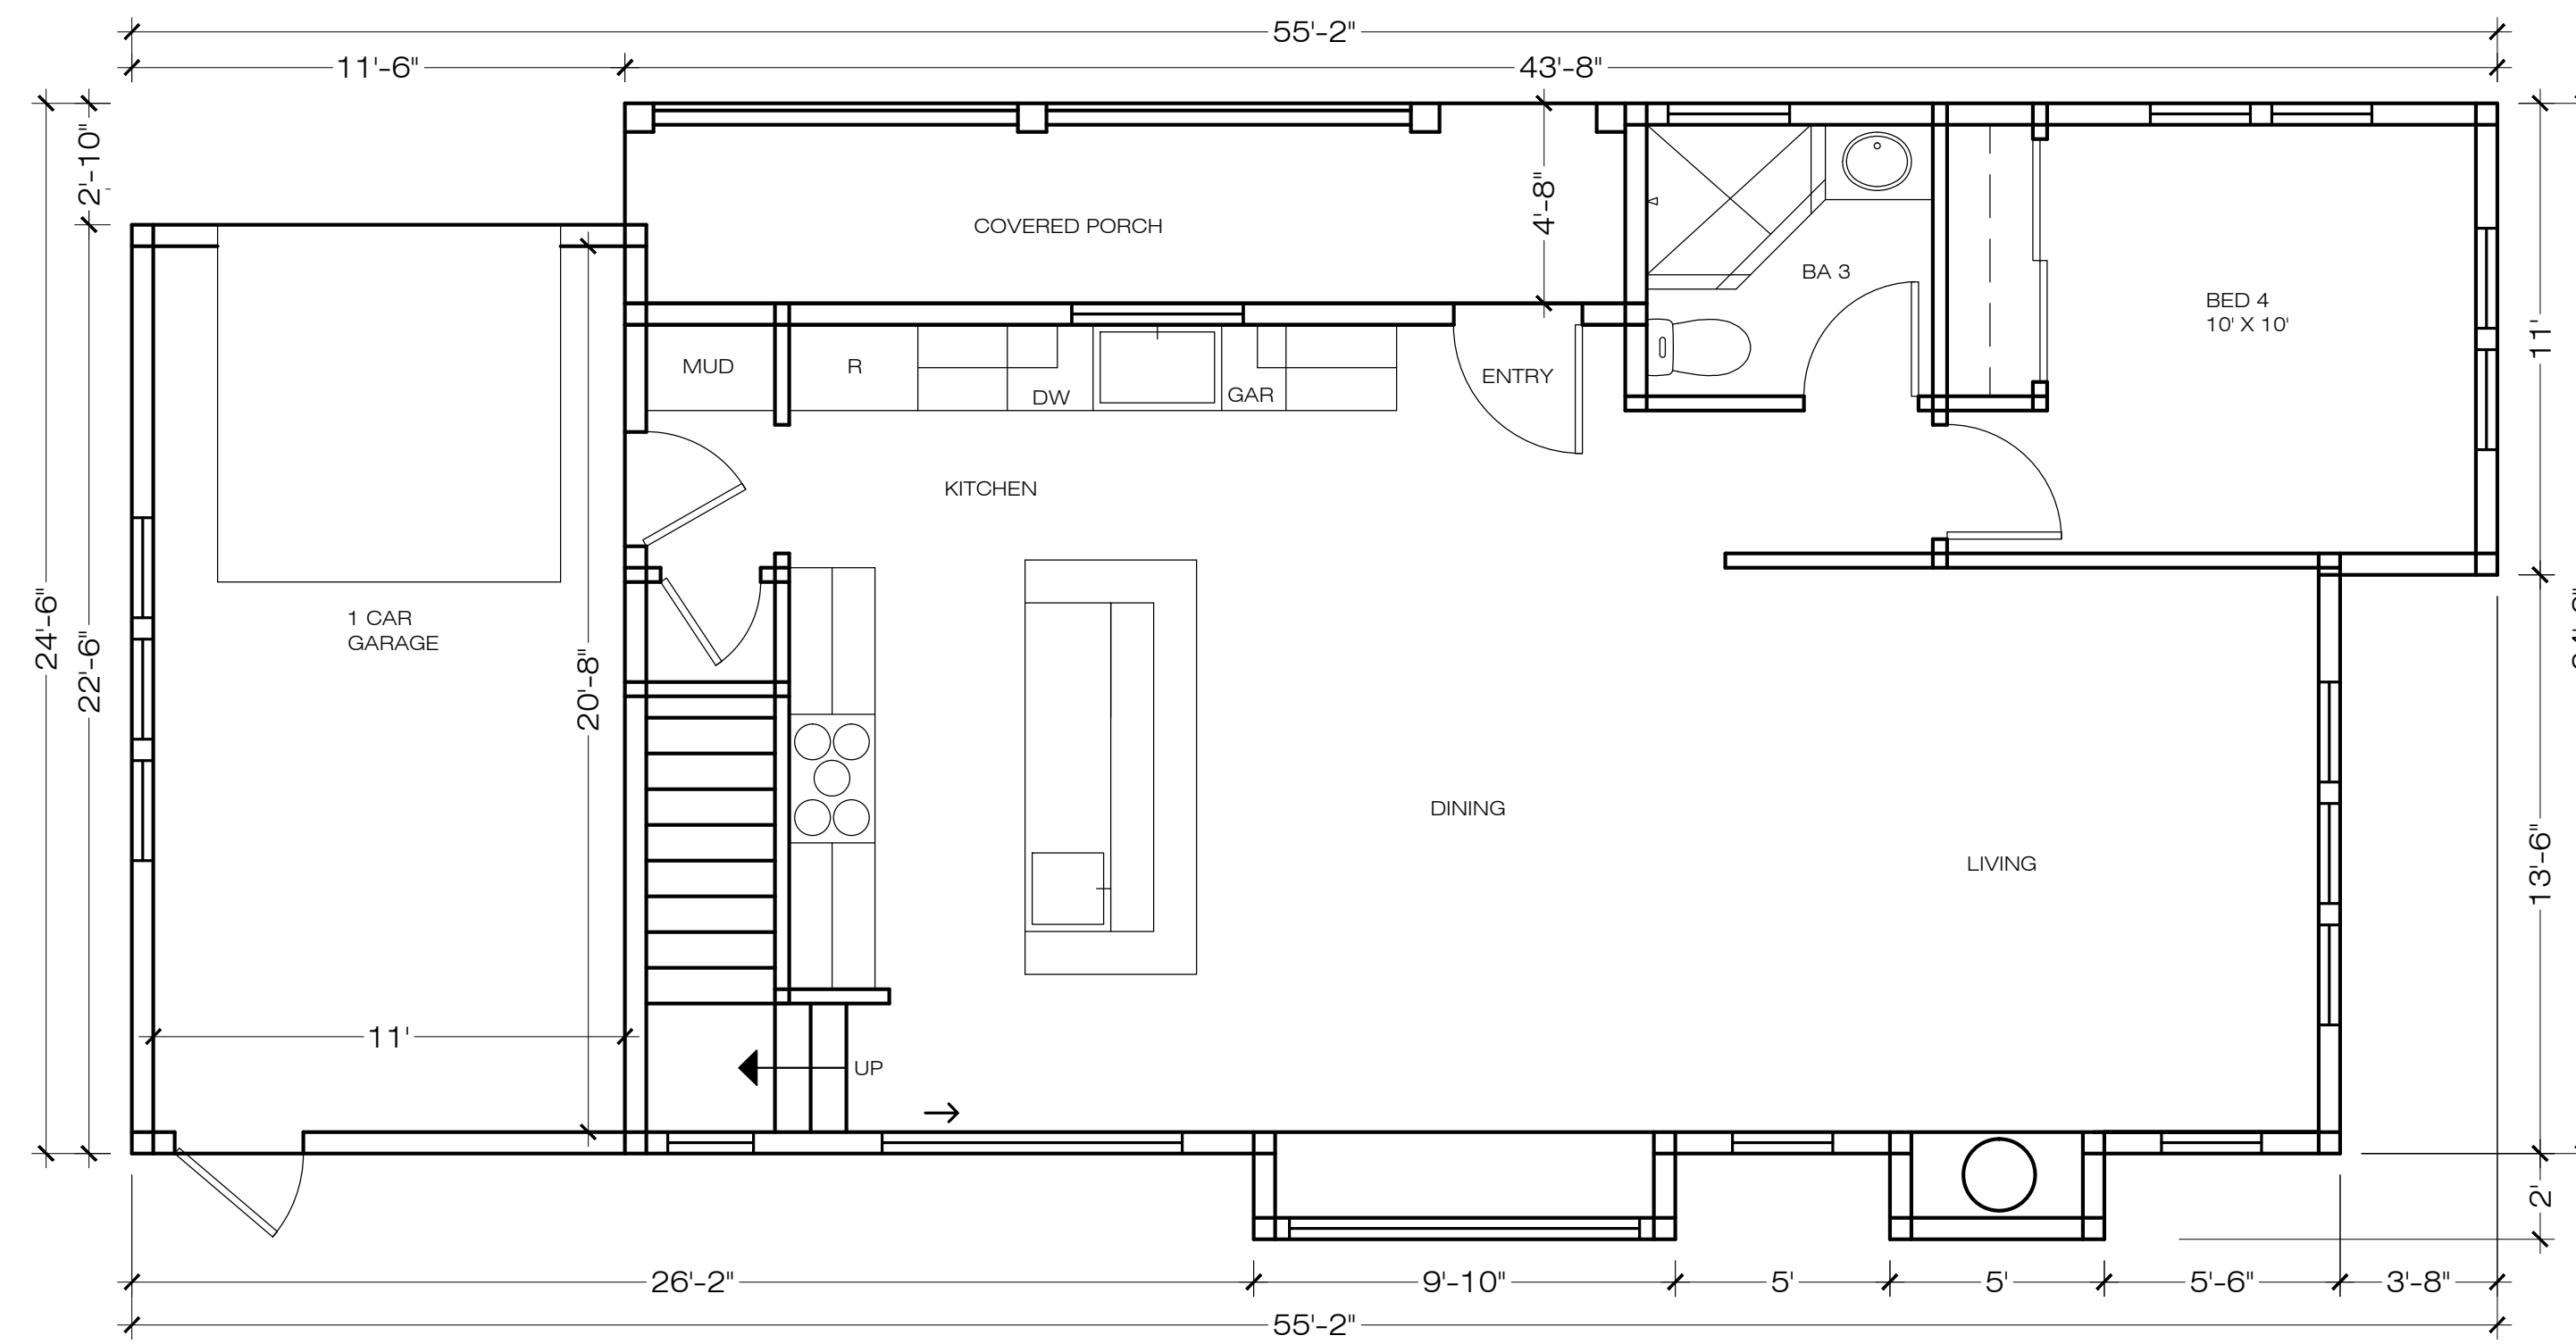 55'-2"
11'-6"
43'-8"
2'-10"
4'-8"
COVERED PORCH
BA 3
BED 4
10' X 10'
11'
MUD
R
DW
GAR
ENTRY
KITCHEN
24'-6"
22'-6"
20'-8"
1 CAR
GARAGE
DINING
LIVING
13'-6"
11'
UP
2'
26'-2"
9'-10"
5'
5'
5'-6"
3'-8"
55'-2"